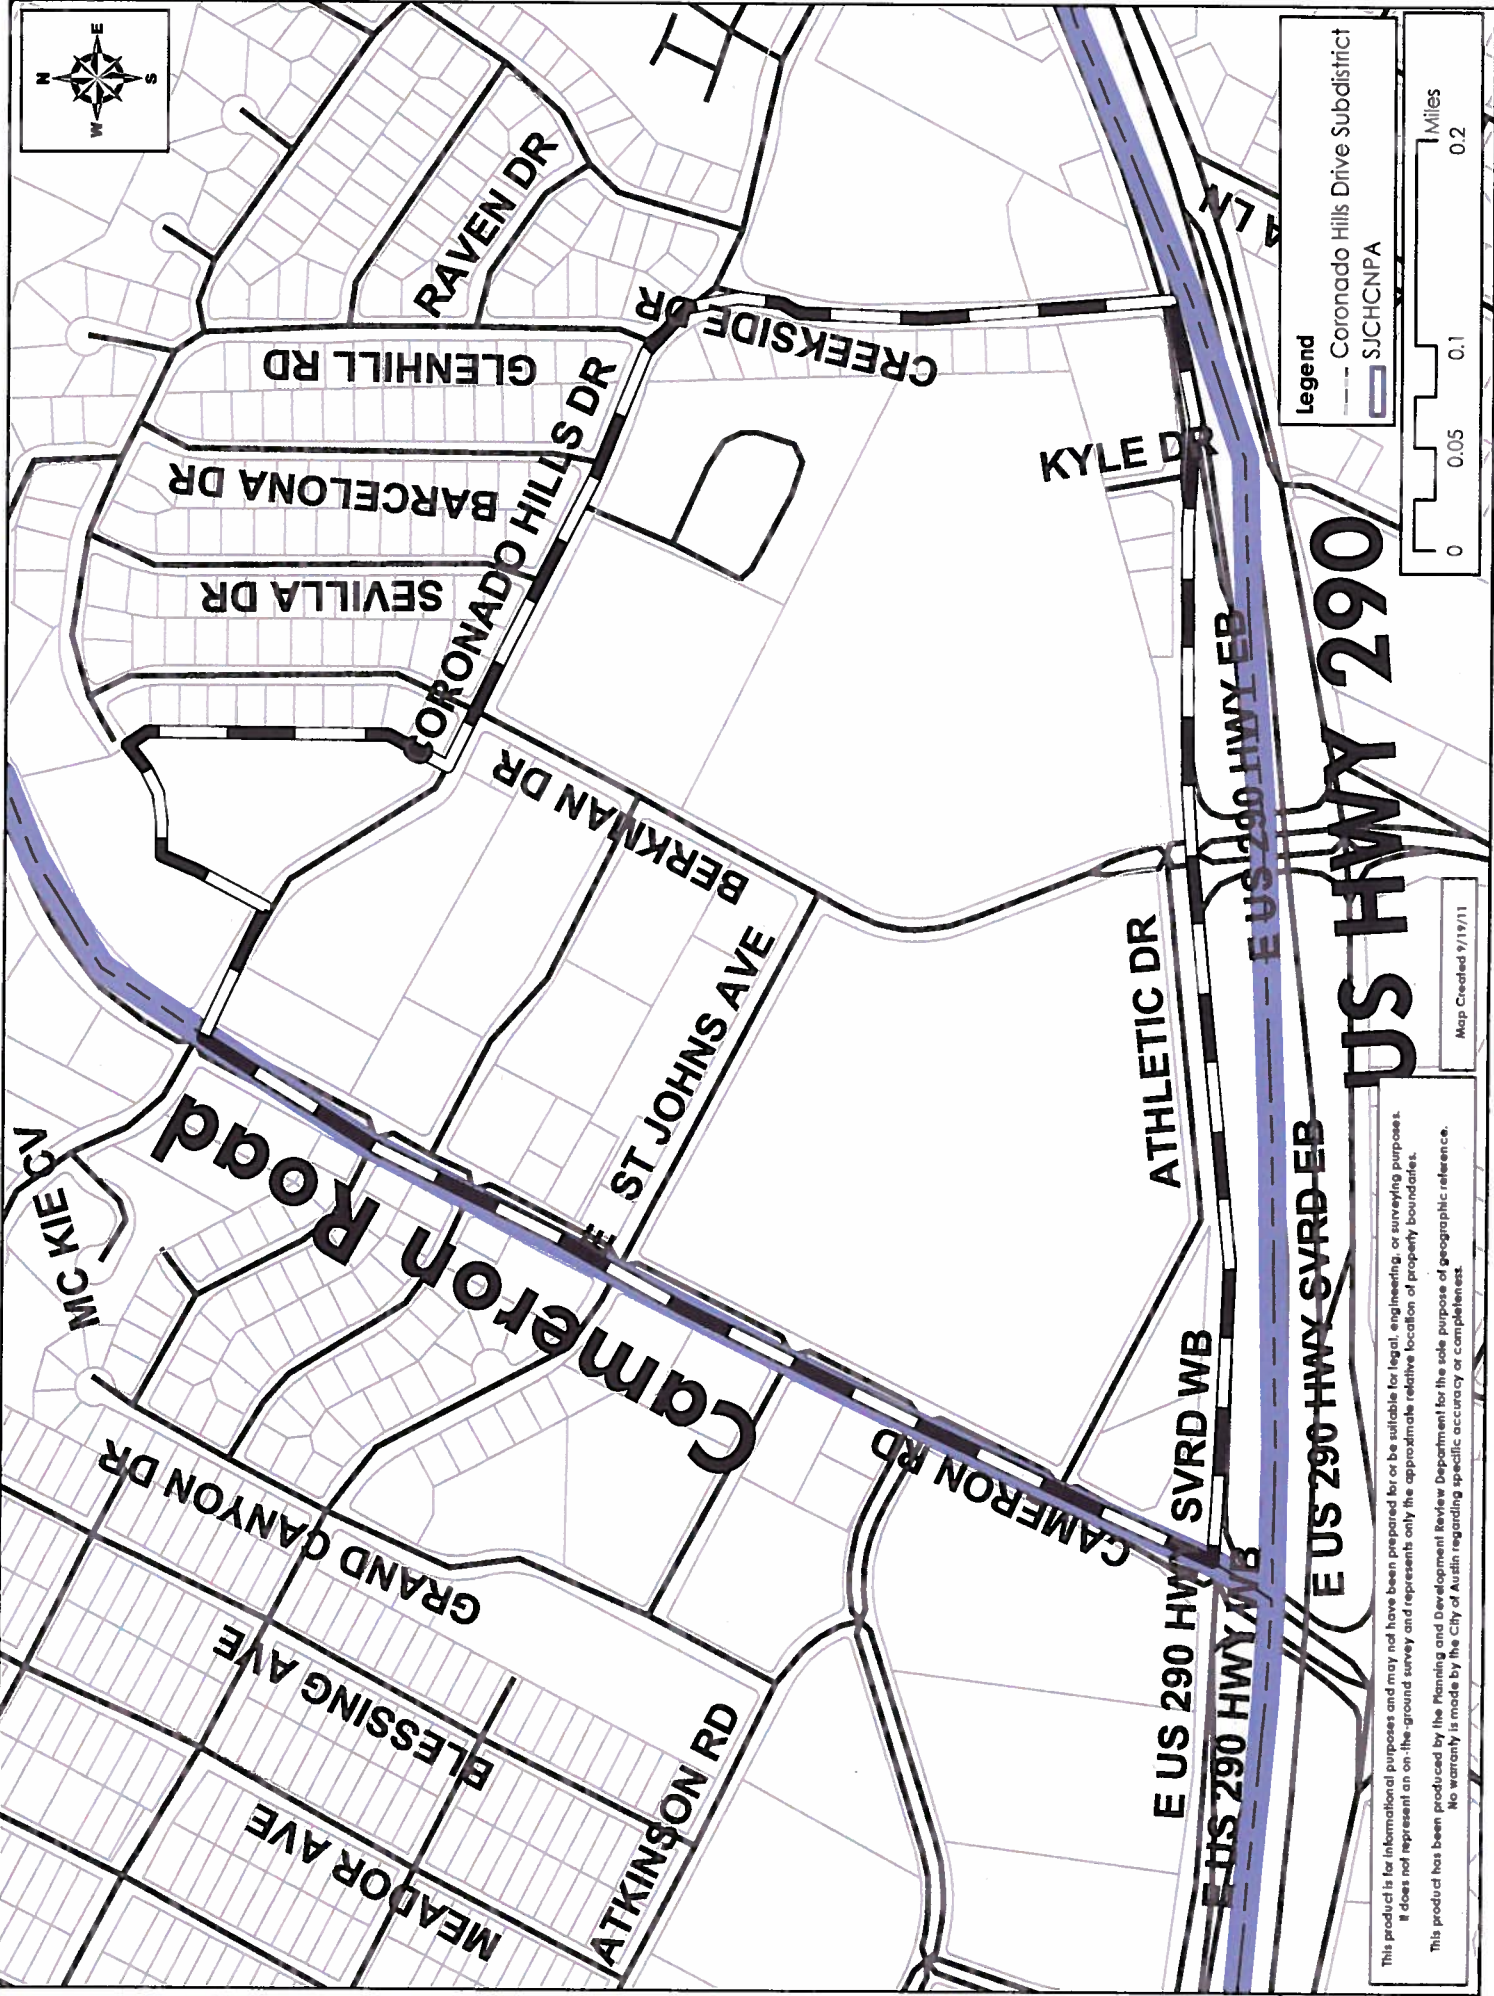 N
W
E
S
MC KIE CV
Cameron Road
GRAND CANYON DR
BLESSING AVE
MEADOR AVE
ATKINSON RD
E ST JOHNS AVE
BERKMAN DR
CORONADO HILLS DR
SEVILLA DR
BARCELONA DR
GLENHILL RD
RAVEN DR
CREEKSIDE DR
KYLE DR
ATHLETIC DR
CAMERON RD
E US 290 HWY SVRD WB
E US 290 HWY WB
E US 290 HWY EB
E US 290 HWY SVRD EB
US HWY 290
A LN
Legend
Coronado Hills Drive Subdistrict
SJCHCNPA
Miles
0 0.05 0.1 0.2
Map Created 9/19/11
This product is for informational purposes and may not have been prepared for or be suitable for legal, engineering, or surveying purposes.
It does not represent an on-the-ground survey and represents only the approximate relative location of property boundaries.
This product has been produced by the Planning and Development Review Department for the sole purpose of geographic reference.
No warranty is made by the City of Austin regarding specific accuracy or completeness.